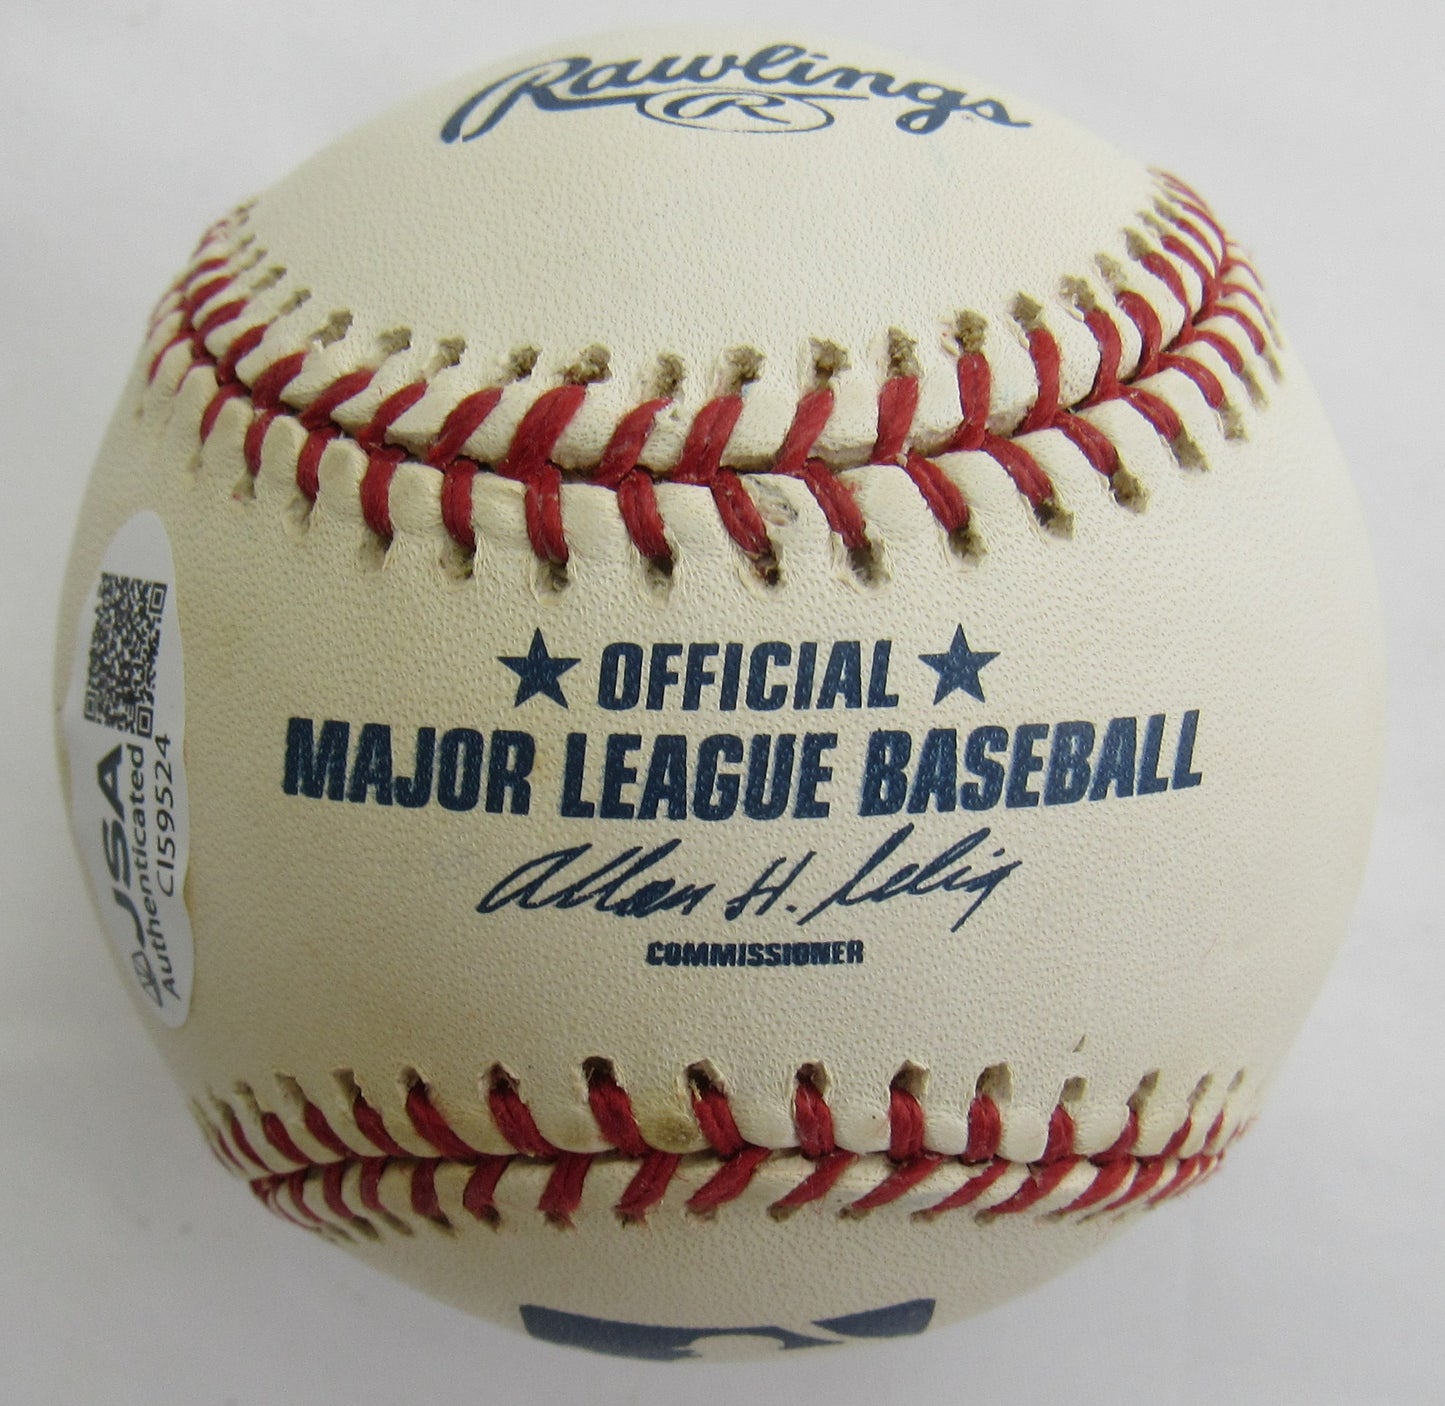 Rawlings
R
★ OFFICIAL ★
MAJOR LEAGUE BASEBALL
Allan H. Selig
COMMISSIONER
JSA
Authenticated
CI59524